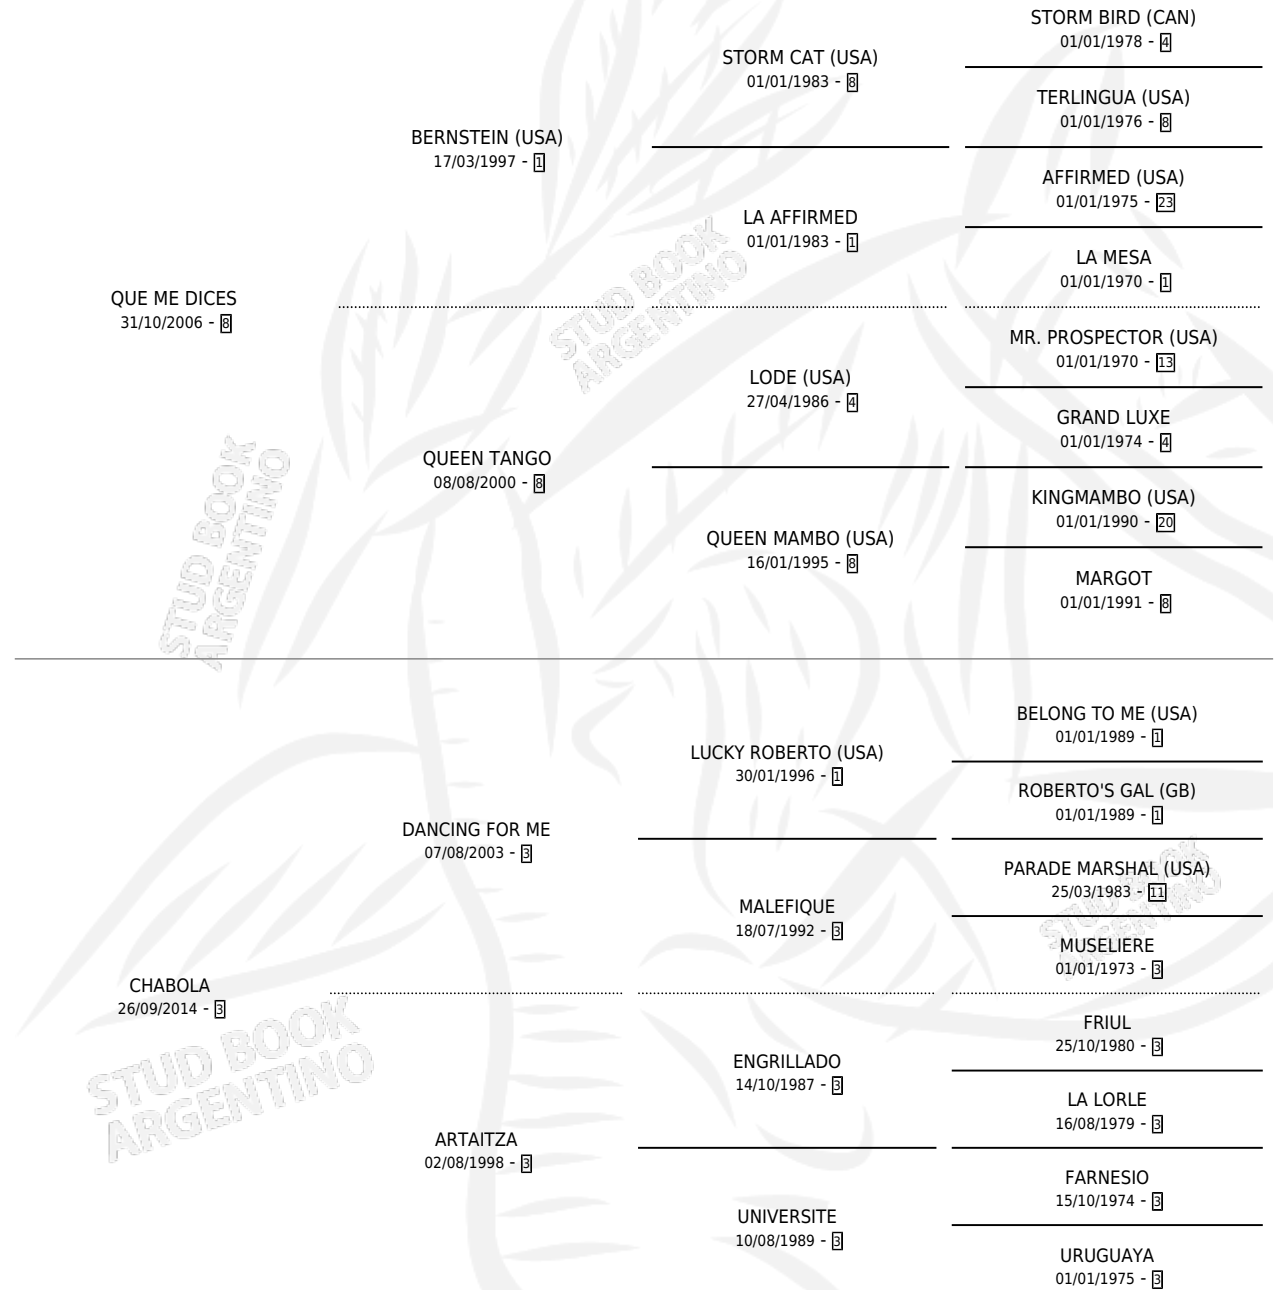 STORM BIRD (CAN)
01/01/1978 - 4
STORM CAT (USA)
01/01/1983 - 8
TERLINGUA (USA)
01/01/1976 - 8
BERNSTEIN (USA)
17/03/1997 - 1
AFFIRMED (USA)
01/01/1975 - 23
LA AFFIRMED
01/01/1983 - 1
LA MESA
01/01/1970 - 1
QUE ME DICES
31/10/2006 - 8
MR. PROSPECTOR (USA)
01/01/1970 - 13
LODE (USA)
27/04/1986 - 4
GRAND LUXE
01/01/1974 - 4
QUEEN TANGO
08/08/2000 - 8
KINGMAMBO (USA)
01/01/1990 - 20
QUEEN MAMBO (USA)
16/01/1995 - 8
MARGOT
01/01/1991 - 8
BELONG TO ME (USA)
01/01/1989 - 1
LUCKY ROBERTO (USA)
30/01/1996 - 1
ROBERTO'S GAL (GB)
01/01/1989 - 1
DANCING FOR ME
07/08/2003 - 3
PARADE MARSHAL (USA)
25/03/1983 - 11
MALEFIQUE
18/07/1992 - 3
MUSELIERE
01/01/1973 - 3
CHABOLA
26/09/2014 - 3
FRIUL
25/10/1980 - 3
ENGRILLADO
14/10/1987 - 3
LA LORLE
16/08/1979 - 3
ARTAITZA
02/08/1998 - 3
FARNESIO
15/10/1974 - 3
UNIVERSITE
10/08/1989 - 3
URUGUAYA
01/01/1975 - 3
STUD BOOK
ARGENTINO
STUD BOOK
ARGENTINO
STUD BOOK
ARGENTINO
STUD BOOK
ARGENTINO